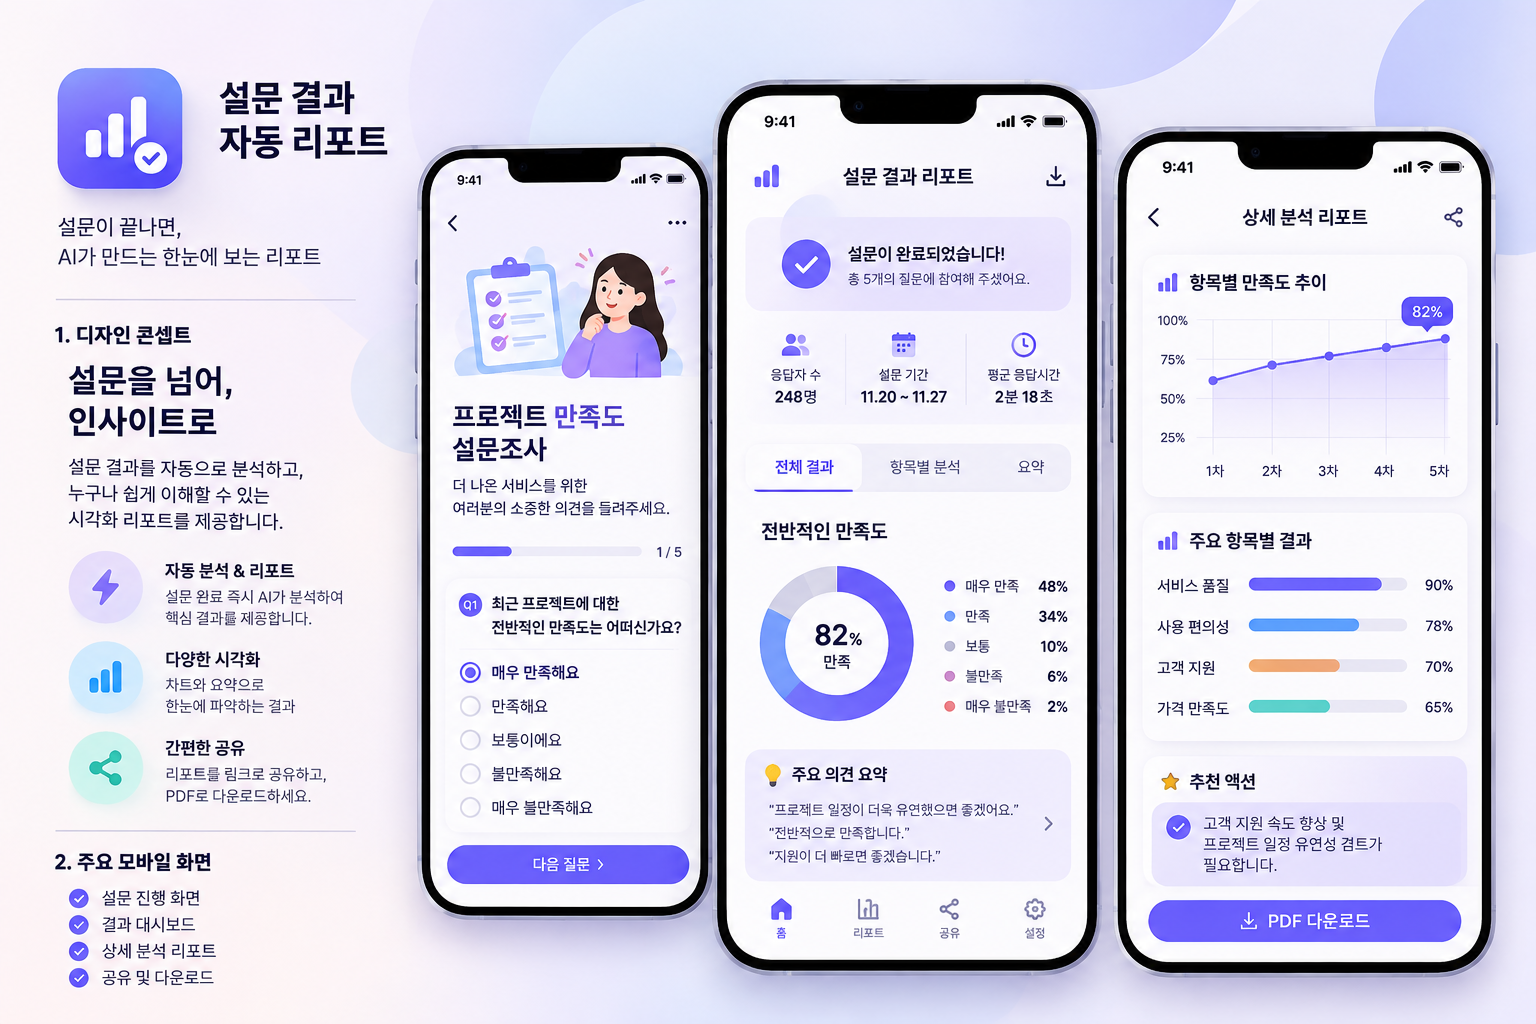 설문 결과
자동 리포트
설문이 끝나면,
AI가 만드는 한눈에 보는 리포트
1. 디자인 콘셉트
설문을 넘어,
인사이트로
설문 결과를 자동으로 분석하고,
누구나 쉽게 이해할 수 있는
시각화 리포트를 제공합니다.
자동 분석 & 리포트
설문 완료 즉시 AI가 분석하여
핵심 결과를 제공합니다.
다양한 시각화
차트와 요약으로
한눈에 파악하는 결과
간편한 공유
리포트를 링크로 공유하고,
PDF로 다운로드하세요.
2. 주요 모바일 화면
설문 진행 화면
결과 대시보드
상세 분석 리포트
공유 및 다운로드
9:41
프로젝트 만족도
설문조사
더 나은 서비스를 위한
여러분의 소중한 의견을 들려주세요.
1 / 5
Q1 최근 프로젝트에 대한
전반적인 만족도는 어떠신가요?
매우 만족해요
만족해요
보통이에요
불만족해요
매우 불만족해요
다음 질문 >
9:41
설문 결과 리포트
설문이 완료되었습니다!
총 5개의 질문에 참여해 주셨어요.
응답자 수
248명
설문 기간
11.20 ~ 11.27
평균 응답시간
2분 18초
전체 결과 항목별 분석 요약
전반적인 만족도
82%
만족
매우 만족 48%
만족 34%
보통 10%
불만족 6%
매우 불만족 2%
주요 의견 요약
“프로젝트 일정이 더욱 유연했으면 좋겠어요.”
“전반적으로 만족합니다.”
“지원이 더 빠로면 좋겠습니다.”
홈 리포트 공유 설정
9:41
상세 분석 리포트
항목별 만족도 추이
82%
100%
75%
50%
25%
1차 2차 3차 4차 5차
주요 항목별 결과
서비스 품질 90%
사용 편의성 78%
고객 지원 70%
가격 만족도 65%
추천 액션
고객 지원 속도 향상 및
프로젝트 일정 유연성 겸트가
필요합니다.
PDF 다운로드